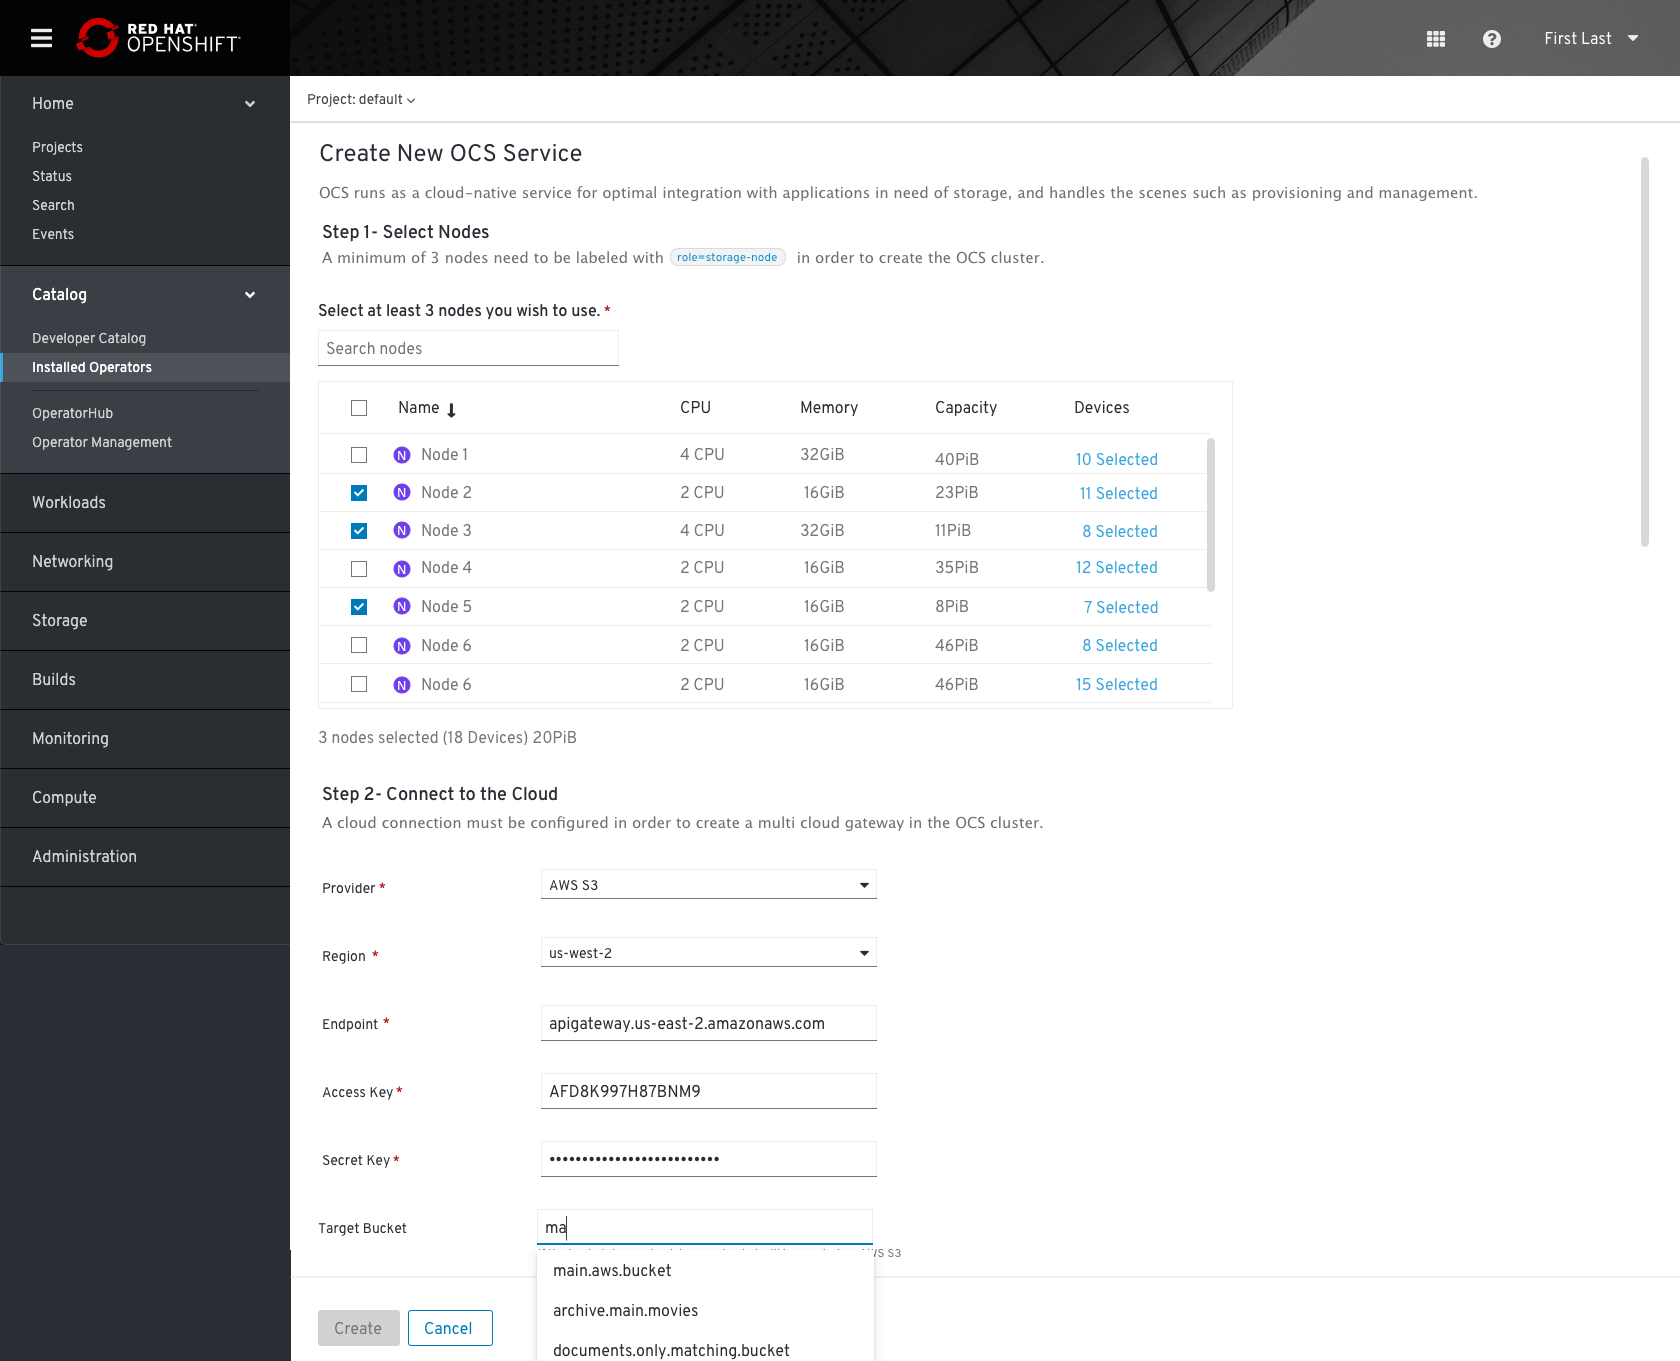 RED HAT
OPENSHIFT
First Last
Home
Projects
Status
Search
Events
Catalog
Developer Catalog
Installed Operators
OperatorHub
Operator Management
Workloads
Networking
Storage
Builds
Monitoring
Compute
Administration
Project: default
Create New OCS Service
OCS runs as a cloud-native service for optimal integration with applications in need of storage, and handles the scenes such as provisioning and management.
Step 1- Select Nodes
A minimum of 3 nodes need to be labeled with role=storage-node in order to create the OCS cluster.
Select at least 3 nodes you wish to use. *
Search nodes
Name CPU Memory Capacity Devices
N Node 1 4 CPU 32GiB 40PiB 10 Selected
N Node 2 2 CPU 16GiB 23PiB 11 Selected
N Node 3 4 CPU 32GiB 11PiB 8 Selected
N Node 4 2 CPU 16GiB 35PiB 12 Selected
N Node 5 2 CPU 16GiB 8PiB 7 Selected
N Node 6 2 CPU 16GiB 46PiB 8 Selected
N Node 6 2 CPU 16GiB 46PiB 15 Selected
3 nodes selected (18 Devices) 20PiB
Step 2- Connect to the Cloud
A cloud connection must be configured in order to create a multi cloud gateway in the OCS cluster.
Provider * AWS S3
Region * us-west-2
Endpoint * apigateway.us-east-2.amazonaws.com
Access Key * AFD8K997H87BNM9
Secret Key * ••••••••••••••••••••••••••
Target Bucket ma
S3
main.aws.bucket
archive.main.movies
documents.only.matching.bucket
Create Cancel